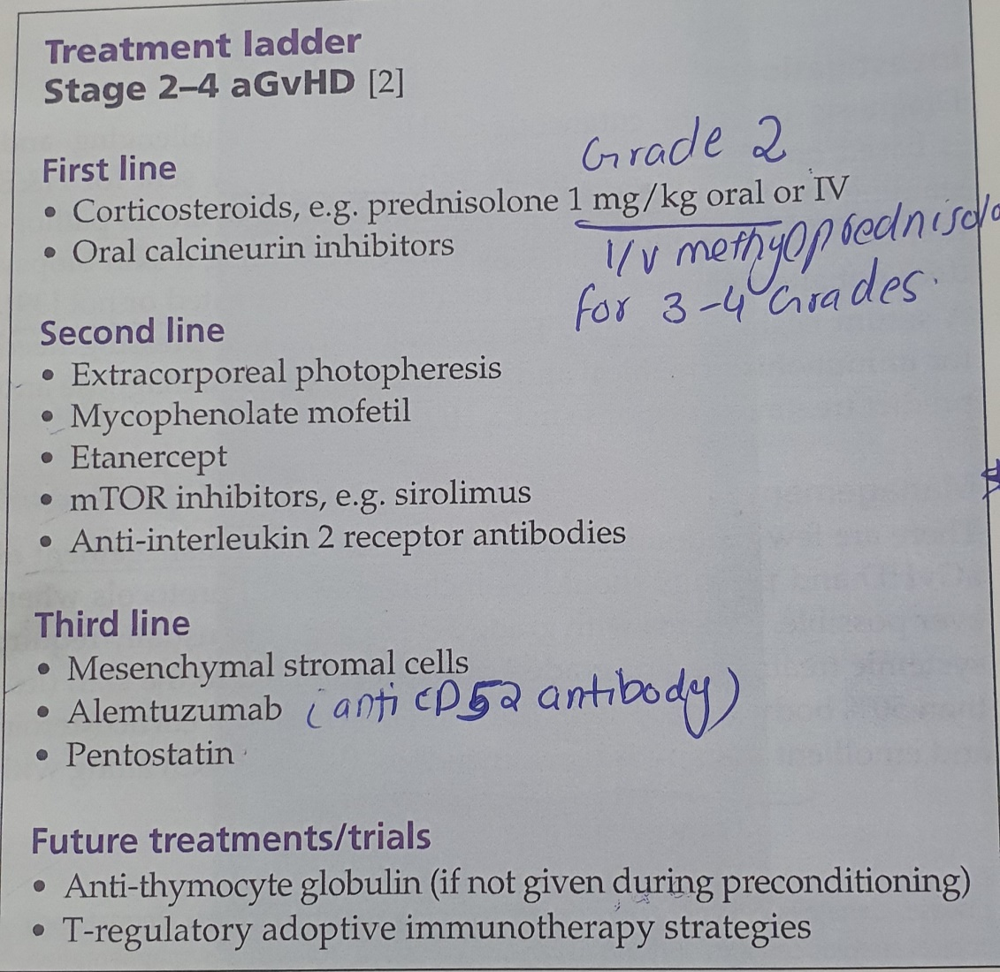 Treatment ladder
Stage 2–4 aGvHD [2]
Grade 2
First line
• Corticosteroids, e.g. prednisolone 1 mg/kg oral or IV
• Oral calcineurin inhibitors
I/V methylprednisolo
for 3-4 Grades.
Second line
• Extracorporeal photopheresis
• Mycophenolate mofetil
• Etanercept
• mTOR inhibitors, e.g. sirolimus
• Anti-interleukin 2 receptor antibodies
Third line
• Mesenchymal stromal cells
• Alemtuzumab (anti CD52 antibody)
• Pentostatin
Future treatments/trials
• Anti-thymocyte globulin (if not given during preconditioning)
• T-regulatory adoptive immunotherapy strategies